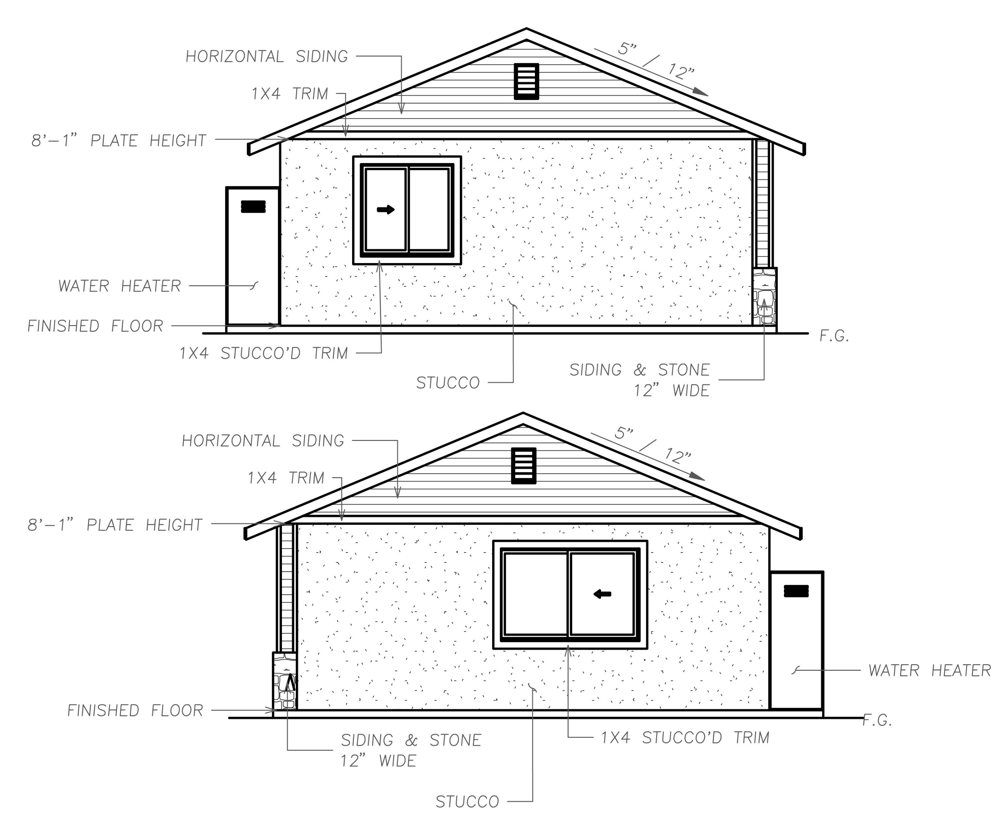 HORIZONTAL SIDING
5"/12"
1X4 TRIM
8'-1" PLATE HEIGHT
WATER HEATER
FINISHED FLOOR
F.G.
1X4 STUCCO'D TRIM
SIDING & STONE
12" WIDE
STUCCO
HORIZONTAL SIDING
5"/12"
1X4 TRIM
8'-1" PLATE HEIGHT
WATER HEATER
FINISHED FLOOR
F.G.
SIDING & STONE
12" WIDE
1X4 STUCCO'D TRIM
STUCCO